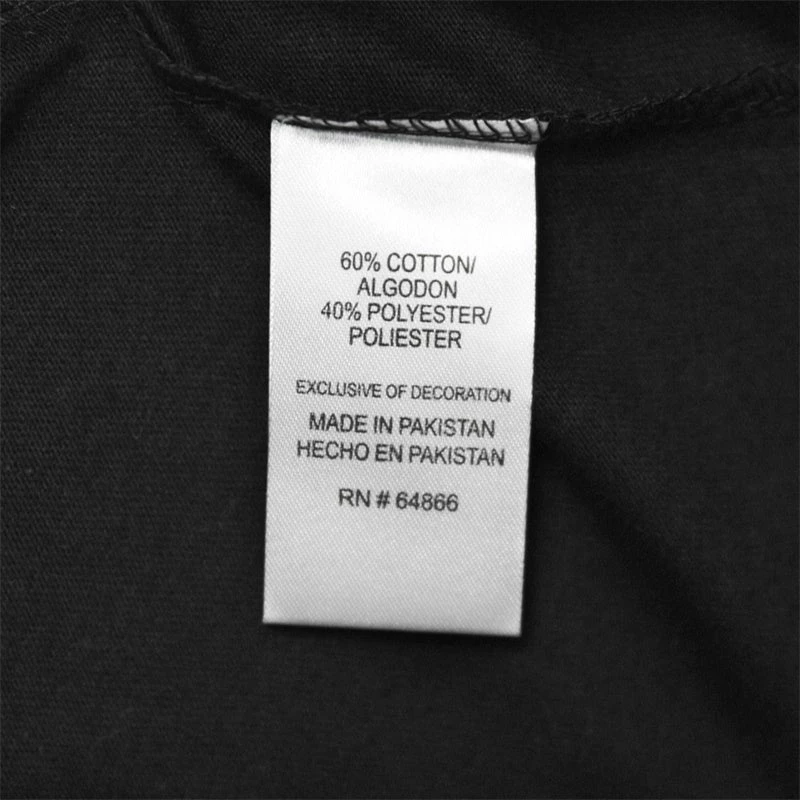 60% COTTON/
ALGODON
40% POLYESTER/
POLIESTER
EXCLUSIVE OF DECORATION
MADE IN PAKISTAN
HECHO EN PAKISTAN
RN # 64866